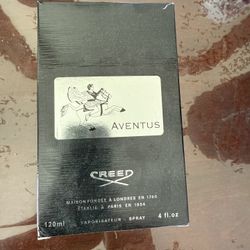 AVENTUS
CREED
MAISON FONDÉE À LONDRES EN 1760
ÉTABLIE À PARIS EN 1854
120ml VAPORISATEUR - SPRAY 4 fl.oz